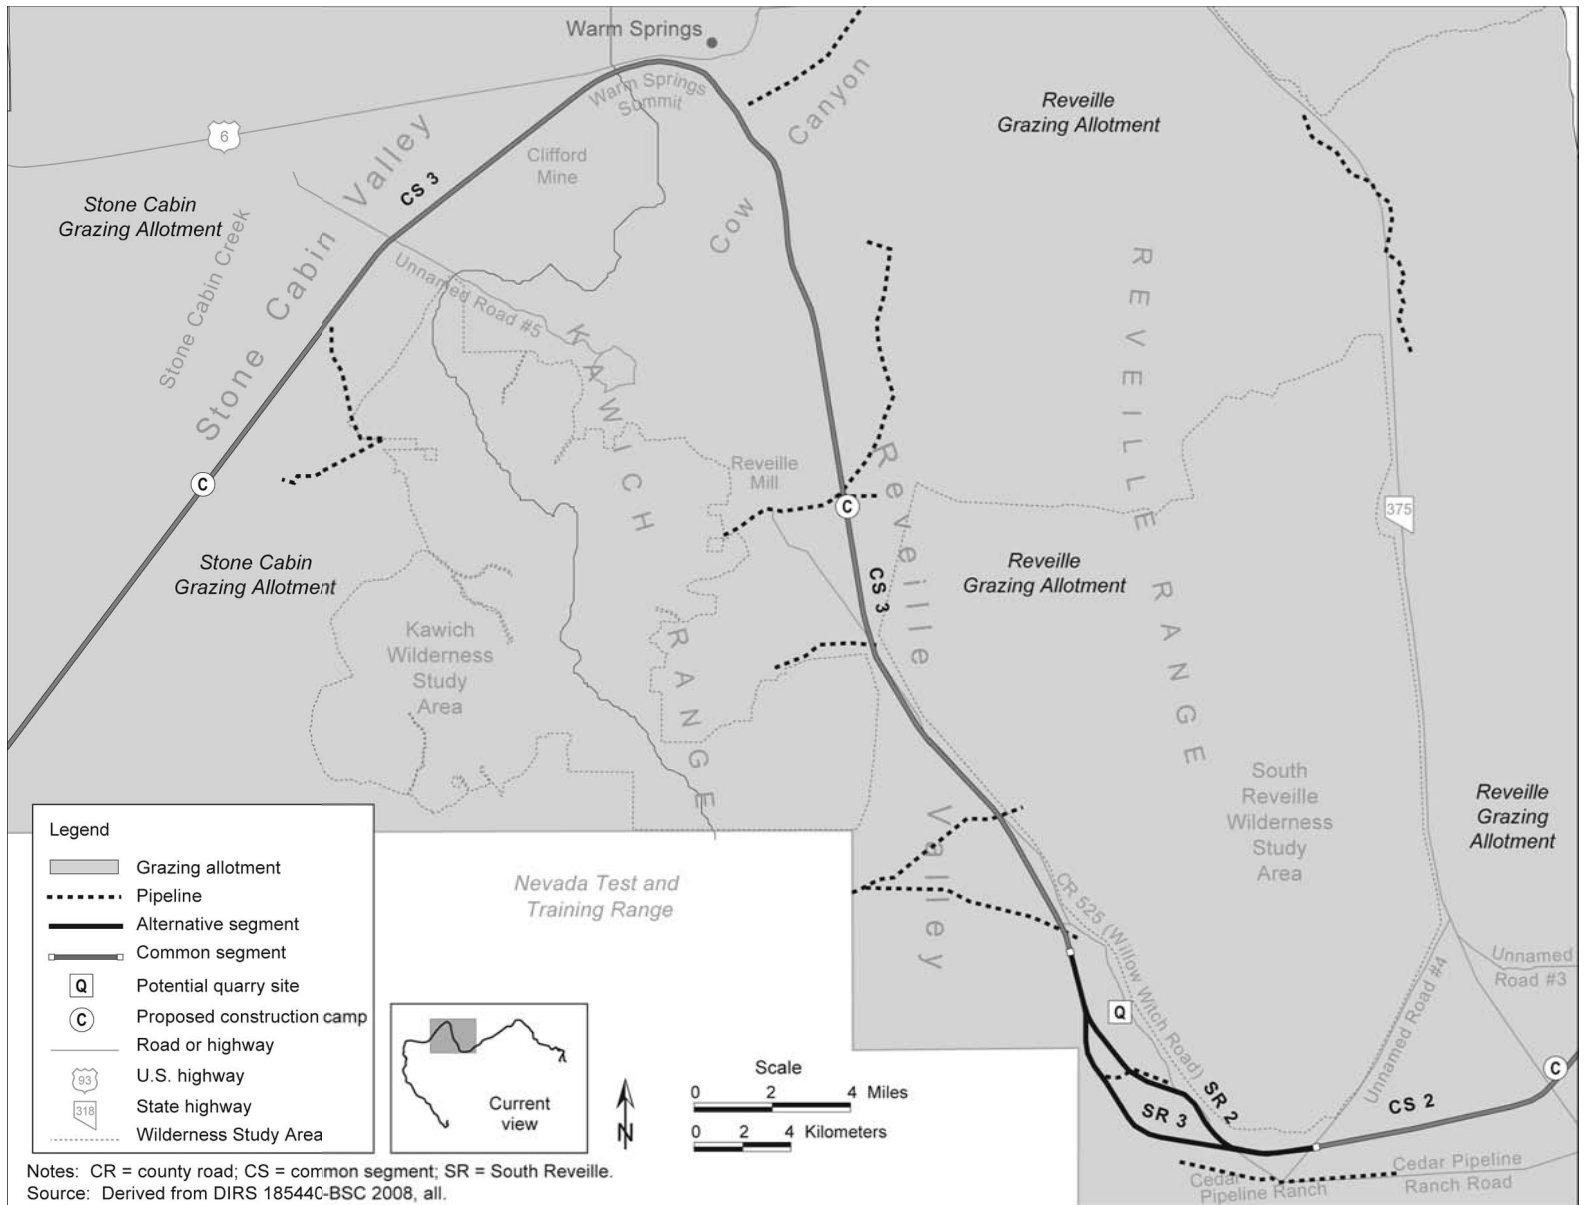 Warm Springs
Warm Springs
Summit
Canyon
Cow
Reveille
Grazing Allotment
6
Clifford
Mine
CS 3
Stone Cabin Valley
Stone Cabin
Grazing Allotment
Stone Cabin Creek
Unnamed Road #5
KAWICH
RANGE
REVEILLE
RANGE
Reveille
Mill
C
C
Reveille
Valley
375
Stone Cabin
Grazing Allotment
Reveille
Grazing Allotment
CS 3
Kawich
Wilderness
Study
Area
South
Reveille
Wilderness
Study
Area
Reveille
Grazing
Allotment
Nevada Test and
Training Range
CR 525 (Willow Witch Road)
Unnamed Road #4
Unnamed
Road #3
Q
C
SR 2
SR 3
CS 2
Cedar
Pipeline Ranch
Cedar Pipeline
Ranch Road
Legend
Grazing allotment
Pipeline
Alternative segment
Common segment
Q Potential quarry site
C Proposed construction camp
Road or highway
93 U.S. highway
318 State highway
Wilderness Study Area
Current
view
N
Scale
0 2 4 Miles
0 2 4 Kilometers
Notes: CR = county road; CS = common segment; SR = South Reveille.
Source: Derived from DIRS 185440-BSC 2008, all.